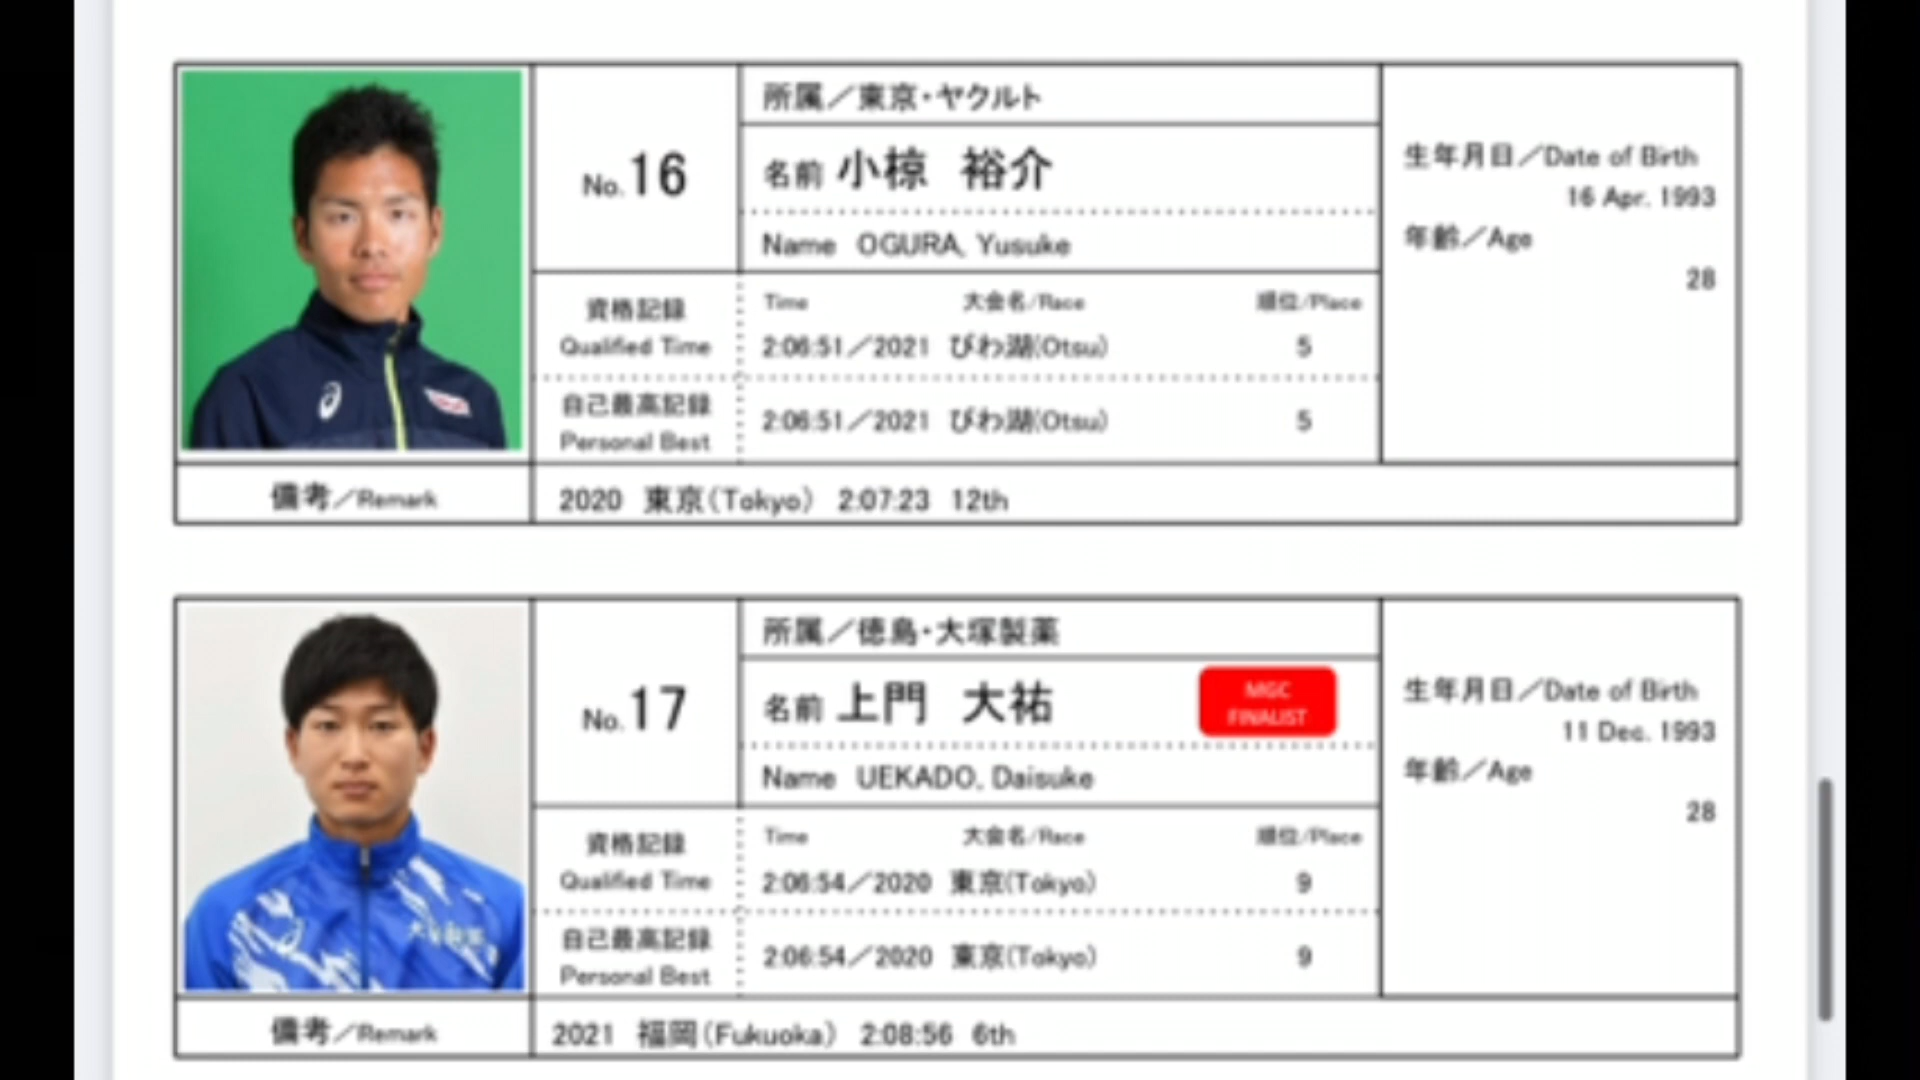 所属／東京・ヤクルト
No.16
名前 小椋 裕介
Name OGURA, Yusuke
生年月日／Date of Birth
16 Apr. 1993
年齢／Age
28
資格記録
Qualified Time
Time 大会名/Race 順位/Place
2:06:51／2021 びわ湖(Otsu) 5
自己最高記録
Personal Best
2:06:51／2021 びわ湖(Otsu) 5
備考／Remark
2020 東京(Tokyo) 2:07:23 12th
所属／徳島・大塚製薬
No.17
名前 上門 大祐
MGC
FINALIST
Name UEKADO, Daisuke
生年月日／Date of Birth
11 Dec. 1993
年齢／Age
28
資格記録
Qualified Time
Time 大会名/Race 順位/Place
2:06:54／2020 東京(Tokyo) 9
自己最高記録
Personal Best
2:06:54／2020 東京(Tokyo) 9
備考／Remark
2021 福岡(Fukuoka) 2:08:56 6th